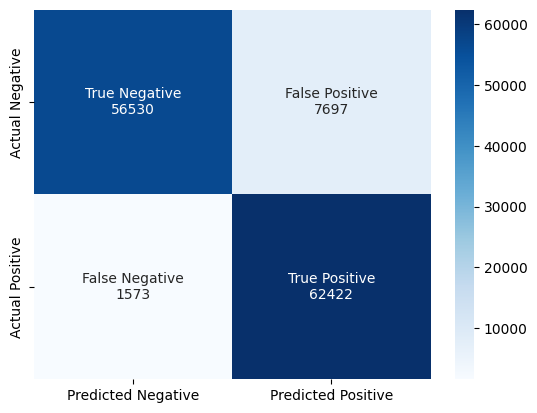 Actual Negative
True Negative
56530
False Positive
7697
Actual Positive
False Negative
1573
True Positive
62422
Predicted Negative
Predicted Positive
60000
50000
40000
30000
20000
10000